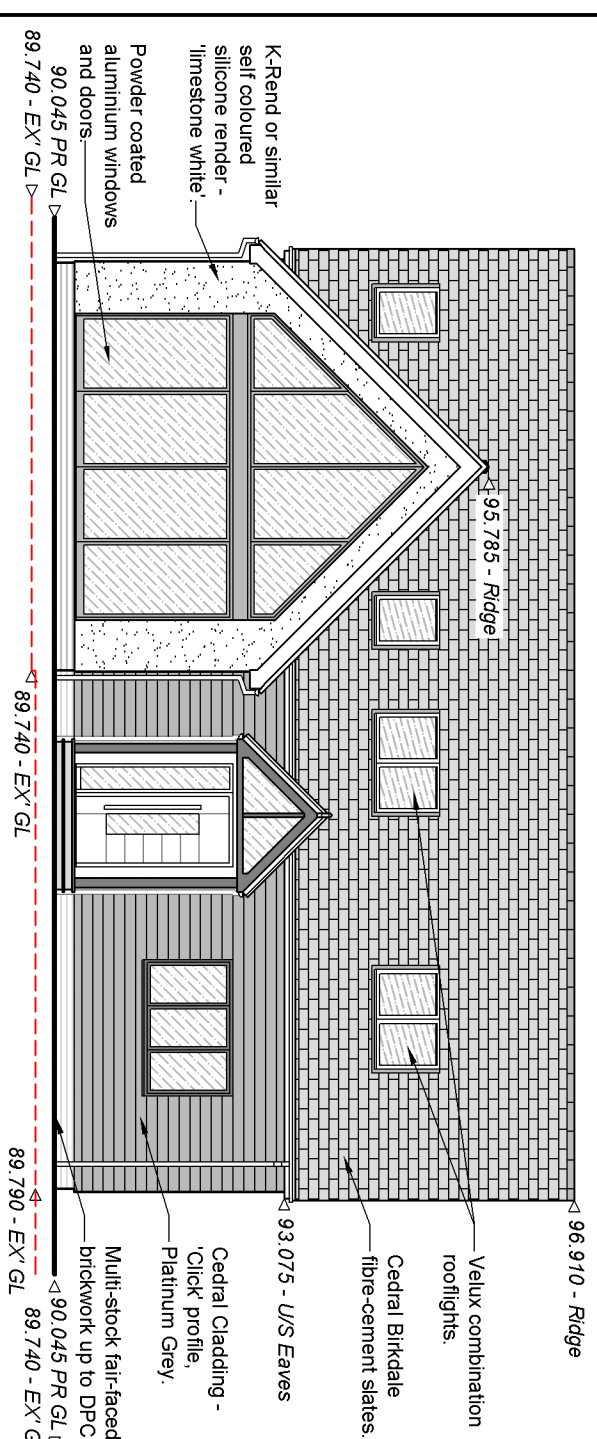 K-Rend or similar
self coloured
silicone render -
'limestone white'.
Powder coated
aluminium windows
and doors.
90.045 PR GL
89.740 - EX' GL
95.785 - Ridge
89.740 - EX' GL
96.910 - Ridge
Velux combination
rooflights.
Cedral Birkdale
fibre-cement slates.
93.075 - U/S Eaves
Cedral Cladding -
'Click' profile,
Platinum Grey.
Multi-stock fair-faced
brickwork up to DPC
90.045 PR GL
89.740 - EX' G
89.790 - EX' GL